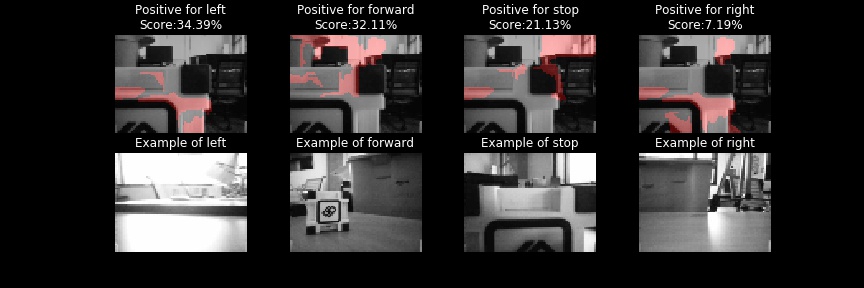 Positive for left
Score:34.39%
Positive for forward
Score:32.11%
Positive for stop
Score:21.13%
Positive for right
Score:7.19%
Example of left
Example of forward
Example of stop
Example of right